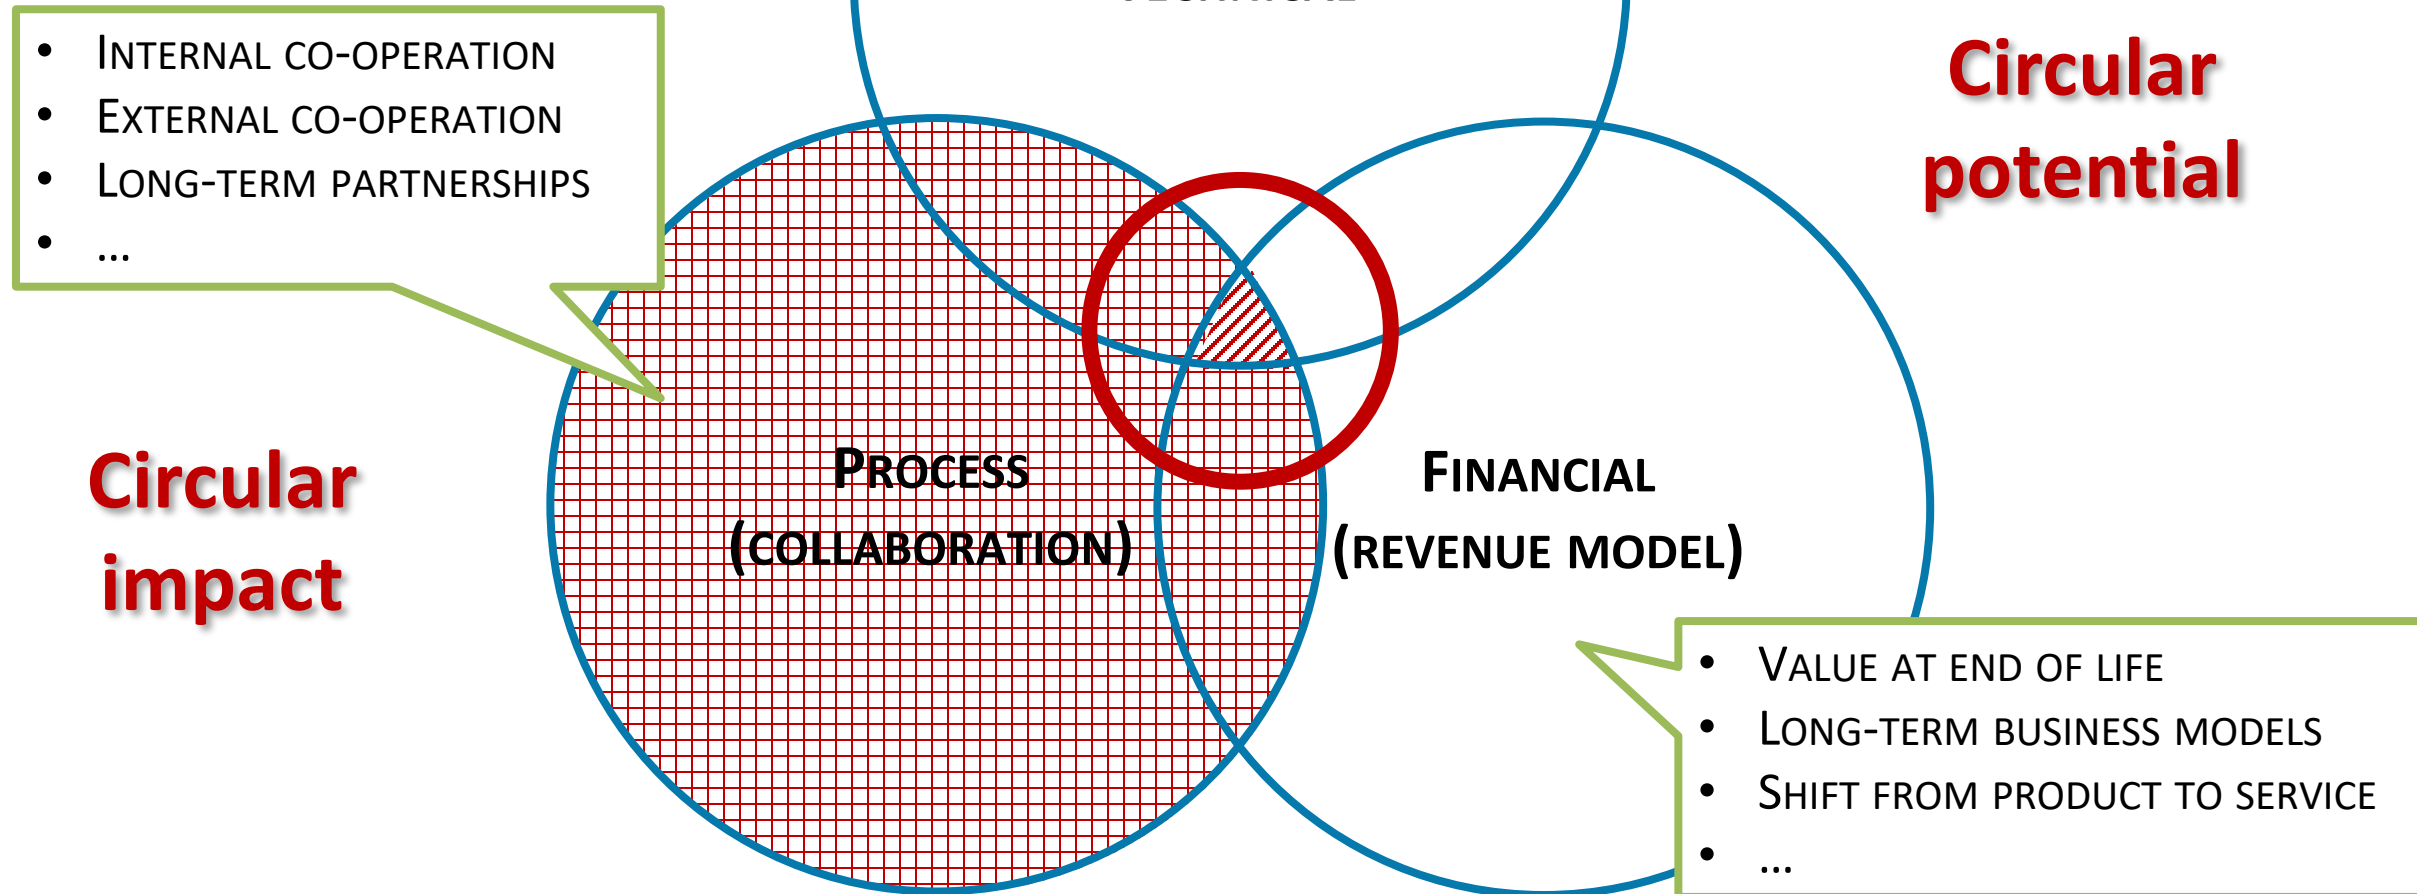 • INTERNAL CO-OPERATION
• EXTERNAL CO-OPERATION
• LONG-TERM PARTNERSHIPS
• ...
Circular
potential
Circular
impact
PROCESS
(COLLABORATION)
FINANCIAL
(REVENUE MODEL)
• VALUE AT END OF LIFE
• LONG-TERM BUSINESS MODELS
• SHIFT FROM PRODUCT TO SERVICE
• ...